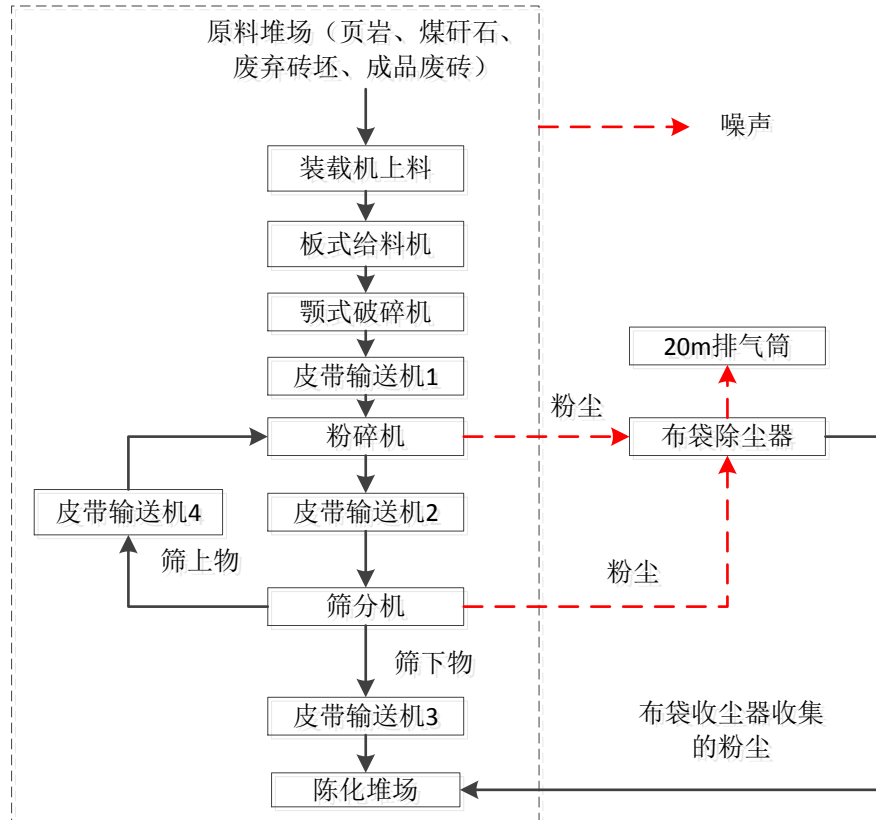 原料堆场（页岩、煤矸石、
废弃砖坯、成品废砖）
噪声
装载机上料
板式给料机
颚式破碎机
20m排气筒
皮带输送机1
粉尘
粉碎机
布袋除尘器
皮带输送机4
皮带输送机2
筛上物
粉尘
筛分机
筛下物
皮带输送机3
布袋收尘器收集
的粉尘
陈化堆场